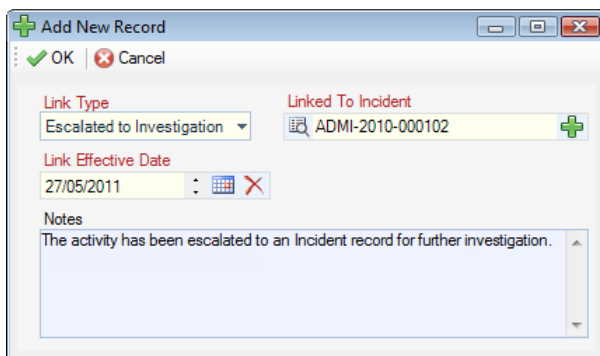 Add New Record
OK Cancel
Link Type Linked To Incident
Escalated to Investigation ADMI-2010-000102
Link Effective Date
27/05/2011
Notes
The activity has been escalated to an Incident record for further investigation.